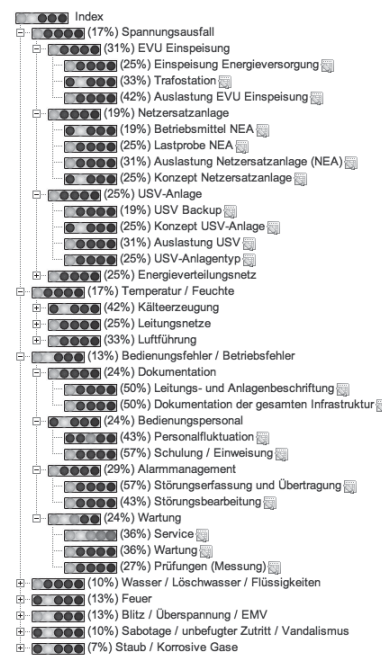 Index
(17%) Spannungsausfall
(31%) EVU Einspeisung
(25%) Einspeisung Energieversorgung
(33%) Trafostation
(42%) Auslastung EVU Einspeisung
(19%) Netzersatzanlage
(19%) Betriebsmittel NEA
(25%) Lastprobe NEA
(31%) Auslastung Netzersatzanlage (NEA)
(25%) Konzept Netzersatzanlage
(25%) USV-Anlage
(19%) USV Backup
(25%) Konzept USV-Anlage
(31%) Auslastung USV
(25%) USV-Anlagentyp
(25%) Energieverteilungsnetz
(17%) Temperatur / Feuchte
(42%) Kälteerzeugung
(25%) Leitungsnetze
(33%) Luftführung
(13%) Bedienungsfehler / Betriebsfehler
(24%) Dokumentation
(50%) Leitungs- und Anlagenbeschriftung
(50%) Dokumentation der gesamten Infrastruktur
(24%) Bedienungspersonal
(43%) Personalfluktuation
(57%) Schulung / Einweisung
(29%) Alarmmanagement
(57%) Störungserfassung und Übertragung
(43%) Störungsbearbeitung
(24%) Wartung
(36%) Service
(36%) Wartung
(27%) Prüfungen (Messung)
(10%) Wasser / Löschwasser / Flüssigkeiten
(13%) Feuer
(13%) Blitz / Überspannung / EMV
(10%) Sabotage / unbefugter Zutritt / Vandalismus
(7%) Staub / Korrosive Gase